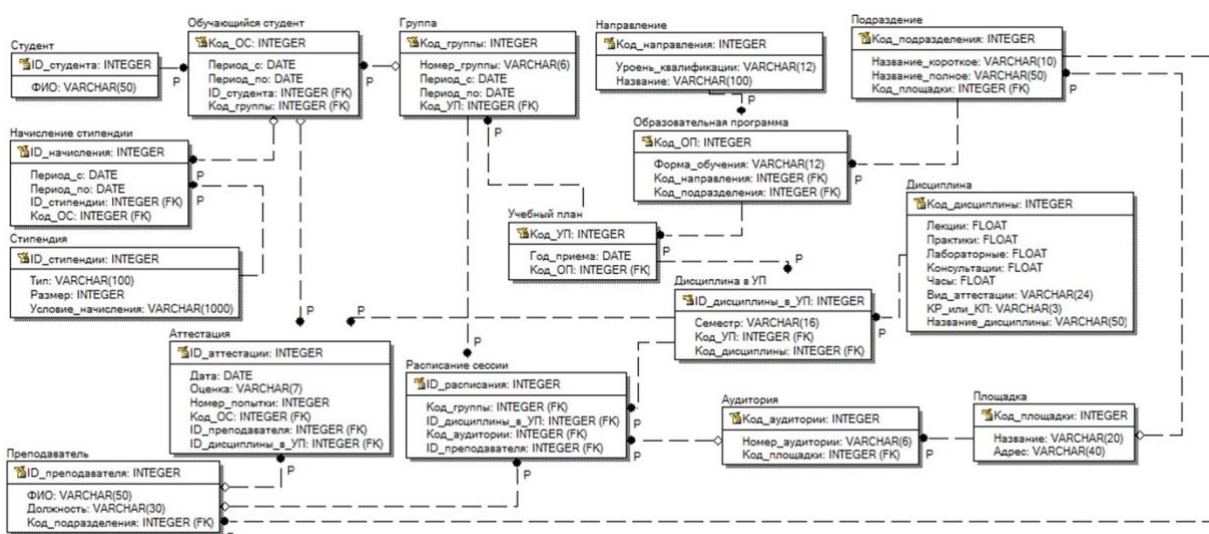 Студент
ID_студента: INTEGER
ФИО: VARCHAR(50)
Обучающийся студент
Код_ОС: INTEGER
Период_с: DATE
Период_по: DATE
ID_студента: INTEGER (FK)
Код_группы: INTEGER (FK)
Группа
Код_группы: INTEGER
Номер_группы: VARCHAR(6)
Период_с: DATE
Период_по: DATE
Код_УП: INTEGER (FK)
Направление
Код_направления: INTEGER
Уроень_квалификации: VARCHAR(12)
Название: VARCHAR(100)
Подраздение
Код_подразделения: INTEGER
Название_короткое: VARCHAR(10)
Название_полное: VARCHAR(50)
Код_площадки: INTEGER (FK)
P
P
P
P
P
P
Начисление стипендии
ID_начисления: INTEGER
Период_с: DATE
Период_по: DATE
ID_стипендии: INTEGER (FK)
Код_ОС: INTEGER (FK)
P
P
Образовательная программа
Код_ОП: INTEGER
Форма_обучения: VARCHAR(12)
Код_направления: INTEGER (FK)
Код_подразделения: INTEGER (FK)
P
Дисциплина
Код_дисциплины: INTEGER
Лекции: FLOAT
Практики: FLOAT
Лабораторные: FLOAT
Консультации: FLOAT
Часы: FLOAT
Вид_аттестации: VARCHAR(24)
КР_или_КП: VARCHAR(3)
Название_дисциплины: VARCHAR(50)
Учебный план
Код_УП: INTEGER
Год_приема: DATE
Код_ОП: INTEGER (FK)
P
P
Стипендия
ID_стипендии: INTEGER
Тип: VARCHAR(100)
Размер: INTEGER
Условие_начисления: VARCHAR(1000)
Дисциплина в УП
ID_дисциплины_в_УП: INTEGER
Семестр: VARCHAR(16)
Код_УП: INTEGER (FK)
Код_дисциплины: INTEGER (FK)
P
P
P
Аттестация
ID_аттестации: INTEGER
Дата: DATE
Оценка: VARCHAR(7)
Номер_попытки: INTEGER
Код_ОС: INTEGER (FK)
ID_преподавателя: INTEGER (FK)
ID_дисциплины_в_УП: INTEGER (FK)
P
Расписание сессии
ID_расписания: INTEGER
Код_группы: INTEGER (FK)
ID_дисциплины_в_УП: INTEGER (FK)
Код_аудитории: INTEGER (FK)
ID_преподавателя: INTEGER (FK)
P
P
P
P
Аудитория
Код_аудитории: INTEGER
Номер_аудитории: VARCHAR(6)
Код_площадки: INTEGER (FK)
P
Площадка
Код_площадки: INTEGER
Название: VARCHAR(20)
Адрес: VARCHAR(40)
Преподаватель
ID_преподавателя: INTEGER
ФИО: VARCHAR(50)
Должность: VARCHAR(30)
Код_подразделения: INTEGER (FK)
P
P